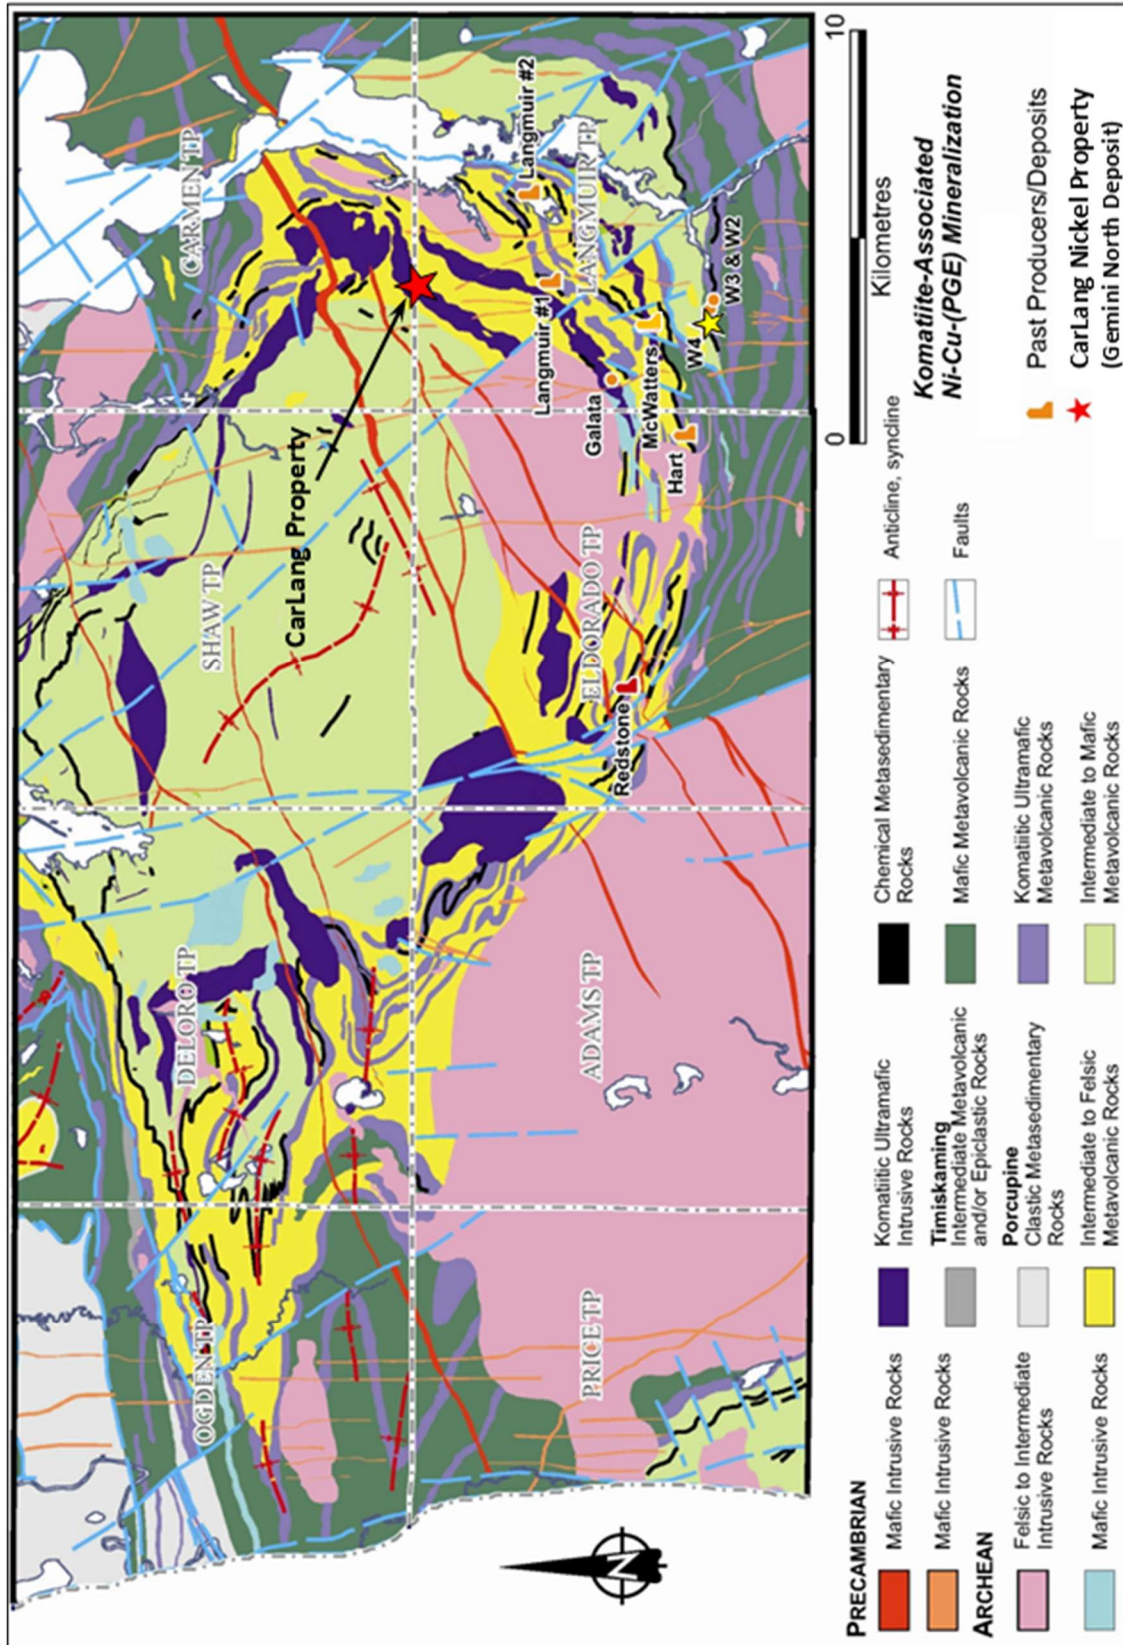 OGDEN TP
DELORO TP
SHAW TP
CARMEN TP
PRICE TP
ADAMS TP
ELDORADO TP
LANGMUIR TP
CarLang Property
Langmuir #2
Langmuir #1
W3 & W2
W4
McWatters
Galata
Hart
Redstone
N
0
10
Kilometres
PRECAMBRIAN
Mafic Intrusive Rocks
Mafic Intrusive Rocks
ARCHEAN
Felsic to Intermediate
Intrusive Rocks
Mafic Intrusive Rocks
Komatiitic Ultramafic
Intrusive Rocks
Timiskaming
Intermediate Metavolcanic
and/or Epiclastic Rocks
Porcupine
Clastic Metasedimentary
Rocks
Intermediate to Felsic
Metavolcanic Rocks
Chemical Metasedimentary
Rocks
Mafic Metavolcanic Rocks
Komatiitic Ultramafic
Metavolcanic Rocks
Intermediate to Mafic
Metavolcanic Rocks
Anticline, syncline
Faults
Komatiite-Associated
Ni-Cu-(PGE) Mineralization
Past Producers/Deposits
CarLang Nickel Property
(Gemini North Deposit)